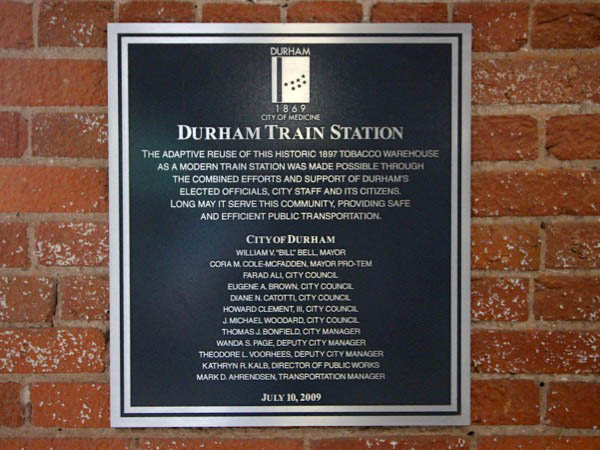 DURHAM
1869
CITY OF MEDICINE
DURHAM TRAIN STATION
THE ADAPTIVE REUSE OF THIS HISTORIC 1897 TOBACCO WAREHOUSE
AS A MODERN TRAIN STATION WAS MADE POSSIBLE THROUGH
THE COMBINED EFFORTS AND SUPPORT OF DURHAM'S
ELECTED OFFICIALS, CITY STAFF AND ITS CITIZENS.
LONG MAY IT SERVE THIS COMMUNITY, PROVIDING SAFE
AND EFFICIENT PUBLIC TRANSPORTATION.
CITY OF DURHAM
WILLIAM V. "BILL" BELL, MAYOR
CORA M. COLE-MCFADDEN, MAYOR PRO-TEM
FARAD ALI, CITY COUNCIL
EUGENE A. BROWN, CITY COUNCIL
DIANE N. CATOTTI, CITY COUNCIL
HOWARD CLEMENT, III, CITY COUNCIL
J. MICHAEL WOODARD, CITY COUNCIL
THOMAS J. BONFIELD, CITY MANAGER
WANDA S. PAGE, DEPUTY CITY MANAGER
THEODORE L. VOORHEES, DEPUTY CITY MANAGER
KATHRYN R. KALB, DIRECTOR OF PUBLIC WORKS
MARK D. AHRENDSEN, TRANSPORTATION MANAGER
JULY 10, 2009